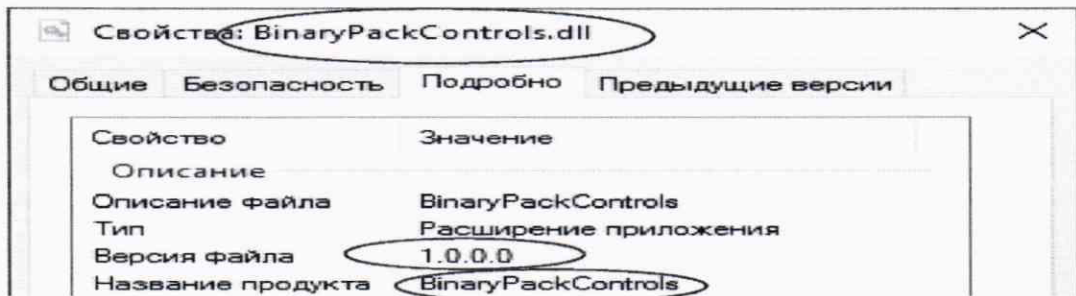 Свойства: BinaryPackControls.dll
Общие Безопасность Подробно Предыдущие версии
Свойство Значение
Описание
Описание файла BinaryPackControls
Тип Расширение приложения
Версия файла 1.0.0.0
Название продукта BinaryPackControls